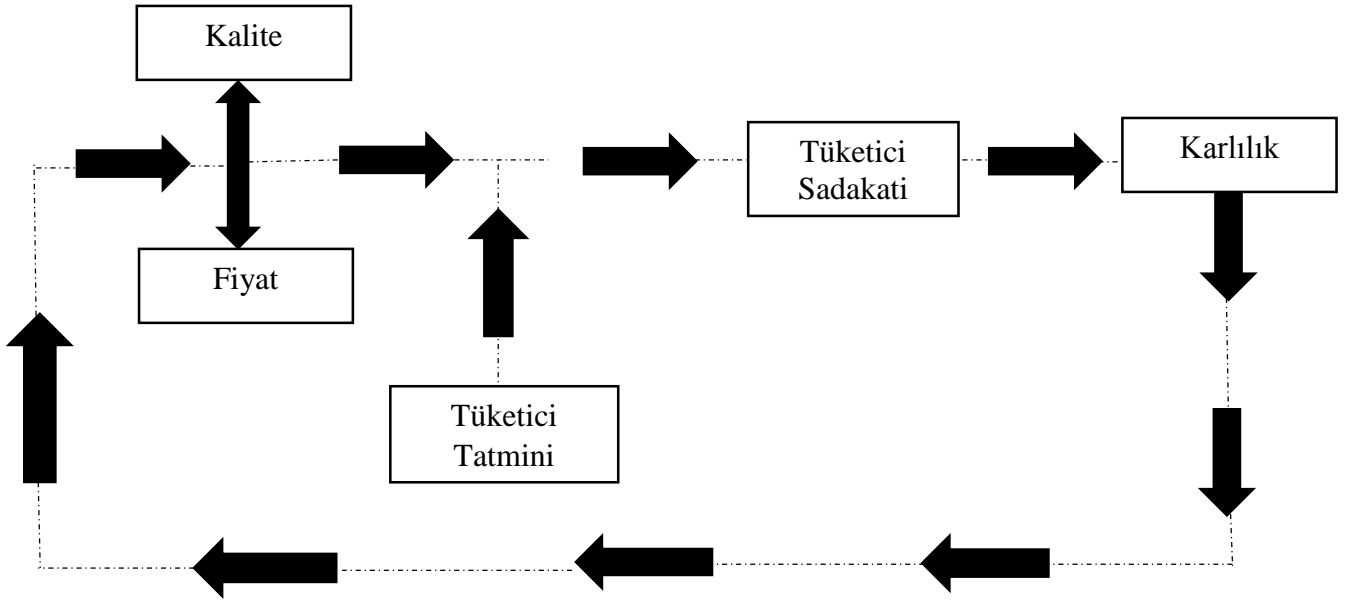 Kalite
Fiyat
Tüketici
Tatmini
Tüketici
Sadakati
Karlılık